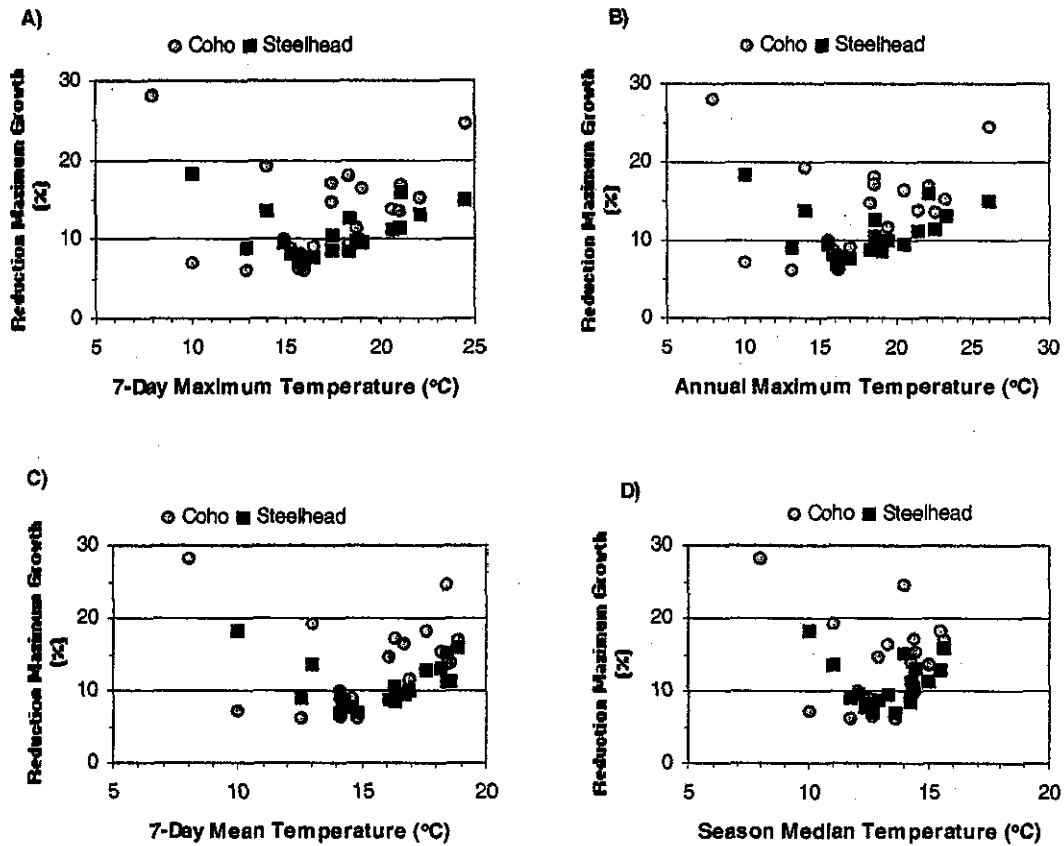 A)
Coho Steelhead
Reduction Maximum Growth
[%]
30
20
10
0
5 10 15 20 25
7-Day Maximum Temperature (°C)
B)
Coho Steelhead
Reduction Maximum Growth
[%]
30
20
10
0
5 10 15 20 25 30
Annual Maximum Temperature (°C)
C)
Coho Steelhead
Reduction Maximum Growth
[%]
30
20
10
0
5 10 15 20
7-Day Mean Temperature (°C)
D)
Coho Steelhead
Reduction Maximum Growth
[%]
30
20
10
0
5 10 15 20
Season Median Temperature (°C)